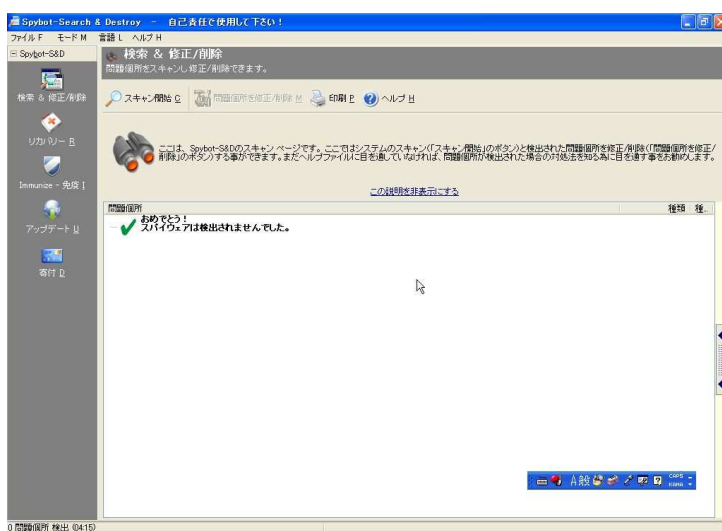 Spybot-Search & Destroy - 自己責任で使用して下さい!
ファイル F モード M 言語 L ヘルプ H
Spybot-S&D
検索 & 修正/削除
問題個所をスキャンし修正/削除できます。
検索 & 修正/削除
スキャン開始 C 問題個所を修正/削除 M 印刷 P ヘルプ H
リカバリー R
ここは、Spybot-S&Dのスキャン ページです。ここではシステムのスキャン(「スキャン開始」のボタン)と検出された問題個所を修正/削除(「問題個所を修正/
削除」のボタン)する事ができます。まだヘルプファイルに目を通していなければ、問題個所が検出された場合の対処法を知る為に目を通す事をお勧めします。
Immunize - 免疫 I
この説明を非表示にする
問題個所 種類 種..
おめでとう!
スパイウェアは検出されませんでした。
アップデート U
寄付 D
A 般 CAPS
KANA
0 問題個所 検出 (04:15)